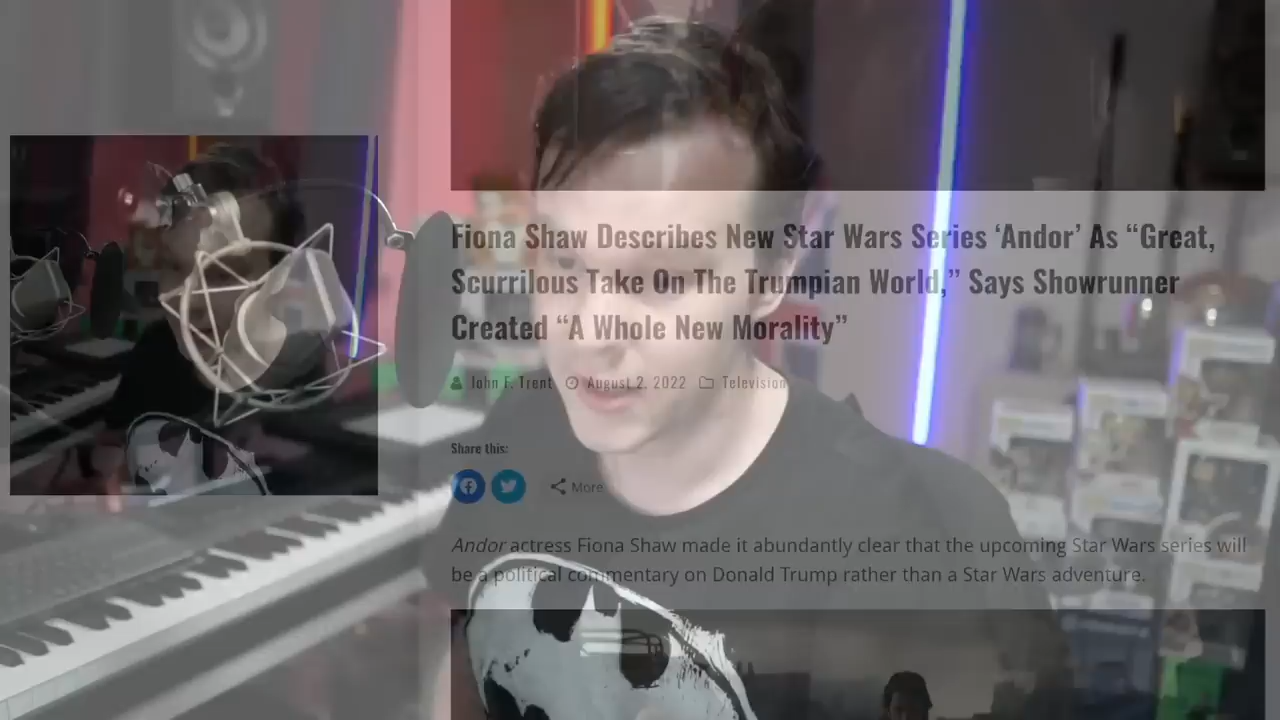 Fiona Shaw Describes New Star Wars Series ‘Andor’ As “Great,
Scurrilous Take On The Trumpian World,” Says Showrunner
Created “A Whole New Morality”
John F. Trent August 2, 2022 Television
Share this:
More
Andor actress Fiona Shaw made it abundantly clear that the upcoming Star Wars series will
be a political commentary on Donald Trump rather than a Star Wars adventure.